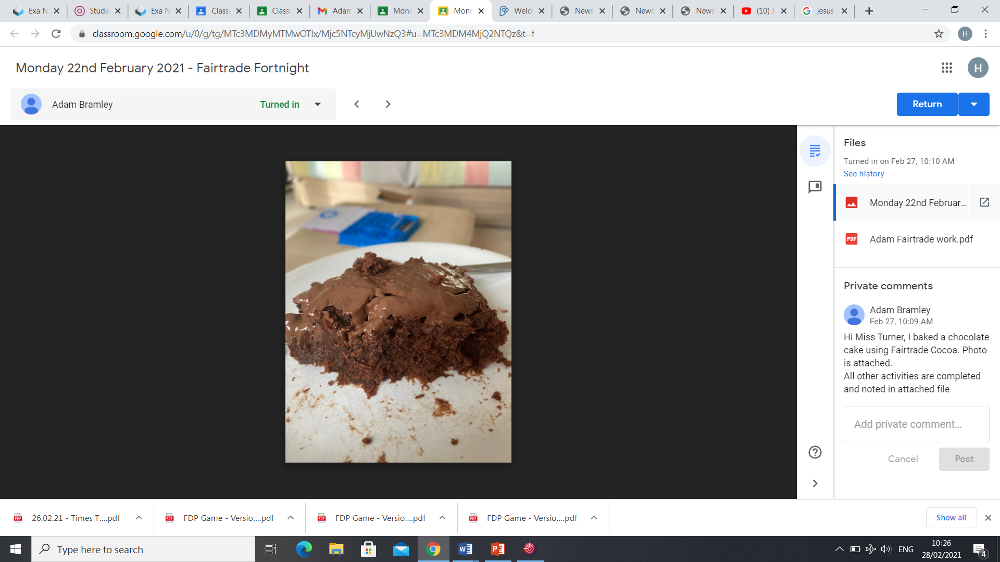 Exa N
Stude
Exa N
Classv
Classv
Adam
Monc
Monc
Welcc
News
News
News
(10) J
jesus
classroom.google.com/u/0/g/tg/MTc3MDMyMTMwOTIx/Mjc5NTcyMjUwNzQ3#u=MTc3MDM4MjQ2NTQz&t=f
H
Monday 22nd February 2021 - Fairtrade Fortnight
H
Adam Bramley
Turned in
Return
Files
Turned in on Feb 27, 10:10 AM
See history
Monday 22nd Februar...
PDF
Adam Fairtrade work.pdf
Private comments
Adam Bramley
Feb 27, 10:09 AM
Hi Miss Turner, I baked a chocolate
cake using Fairtrade Cocoa. Photo
is attached.
All other activities are completed
and noted in attached file
Add private comment...
Cancel
Post
26.02.21 - Times T....pdf
FDP Game - Versio....pdf
FDP Game - Versio....pdf
FDP Game - Versio....pdf
Show all
Type here to search
ENG
10:26
28/02/2021
4